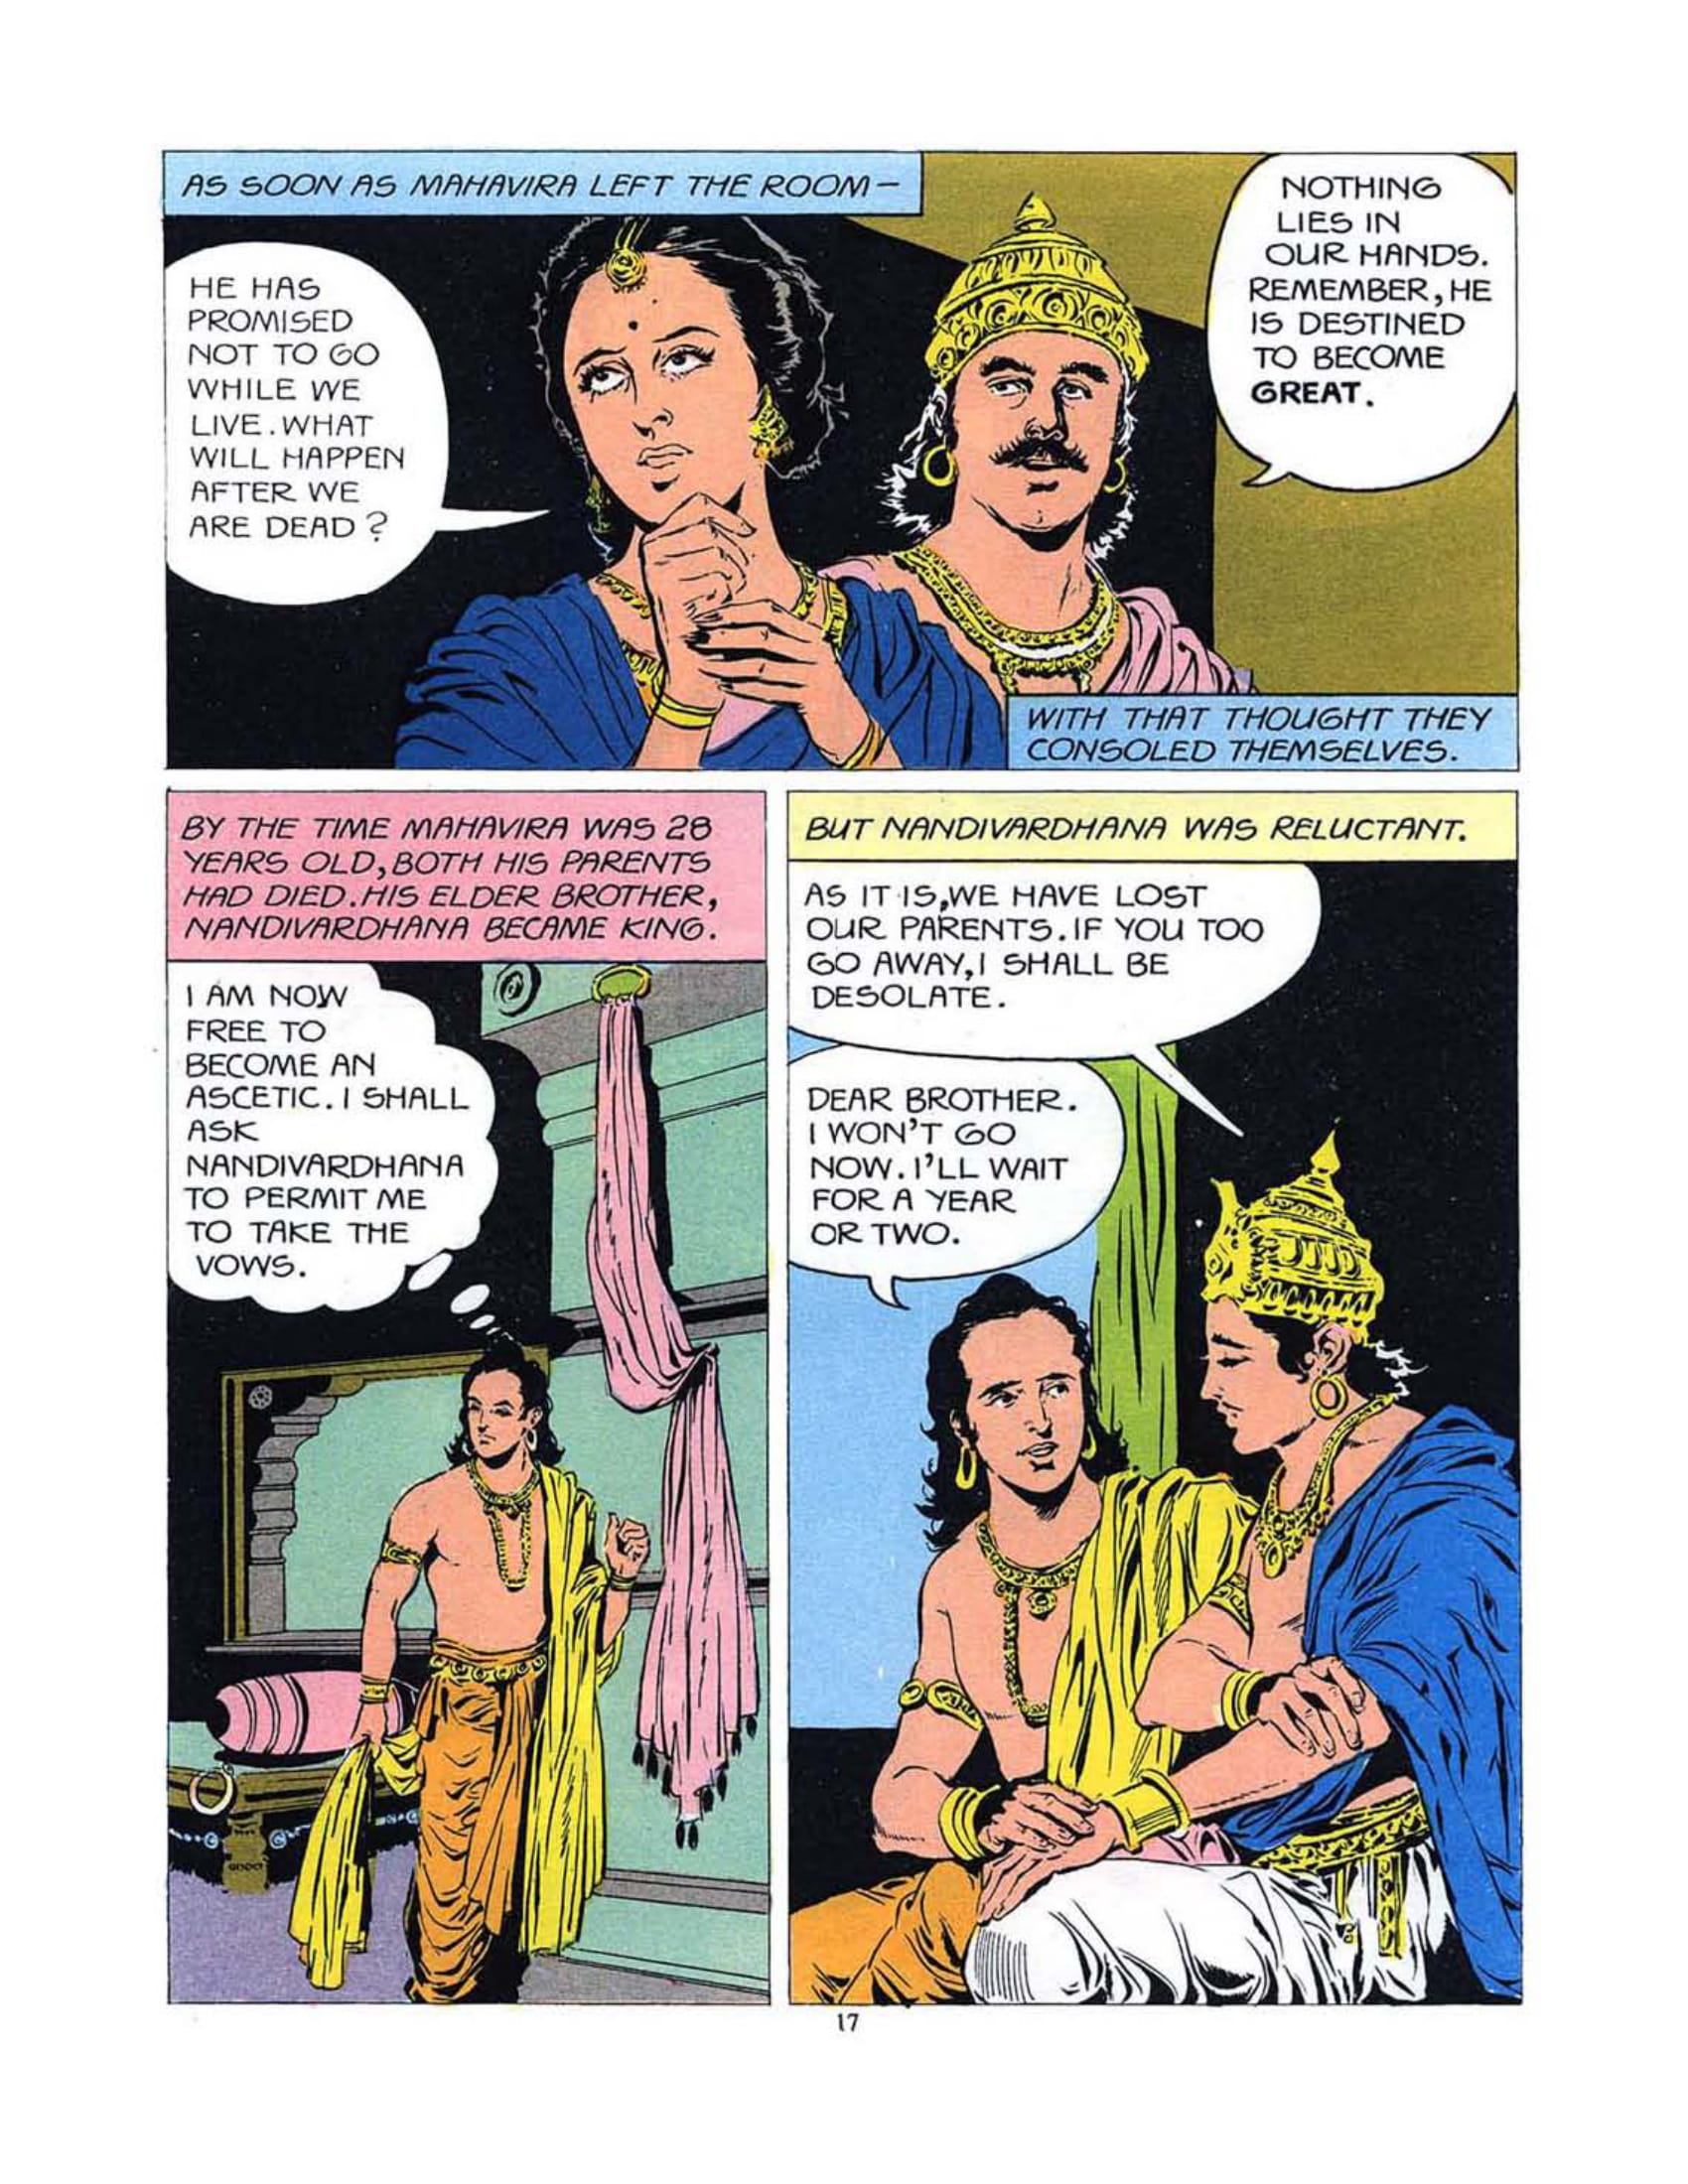 AS SOON AS MAHAVIRA LEFT THE ROOM –
HE HAS
PROMISED
NOT TO GO
WHILE WE
LIVE. WHAT
WILL HAPPEN
AFTER WE
ARE DEAD?
NOTHING
LIES IN
OUR HANDS.
REMEMBER, HE
IS DESTINED
TO BECOME
GREAT.
WITH THAT THOUGHT THEY
CONSOLED THEMSELVES.
BY THE TIME MAHAVIRA WAS 28
YEARS OLD, BOTH HIS PARENTS
HAD DIED. HIS ELDER BROTHER,
NANDIVARDHANA BECAME KING.
I AM NOW
FREE TO
BECOME AN
ASCETIC. I SHALL
ASK
NANDIVARDHANA
TO PERMIT ME
TO TAKE THE
VOWS.
BUT NANDIVARDHANA WAS RELUCTANT.
AS IT IS, WE HAVE LOST
OUR PARENTS. IF YOU TOO
GO AWAY, I SHALL BE
DESOLATE.
DEAR BROTHER.
I WON'T GO
NOW. I'LL WAIT
FOR A YEAR
OR TWO.
17